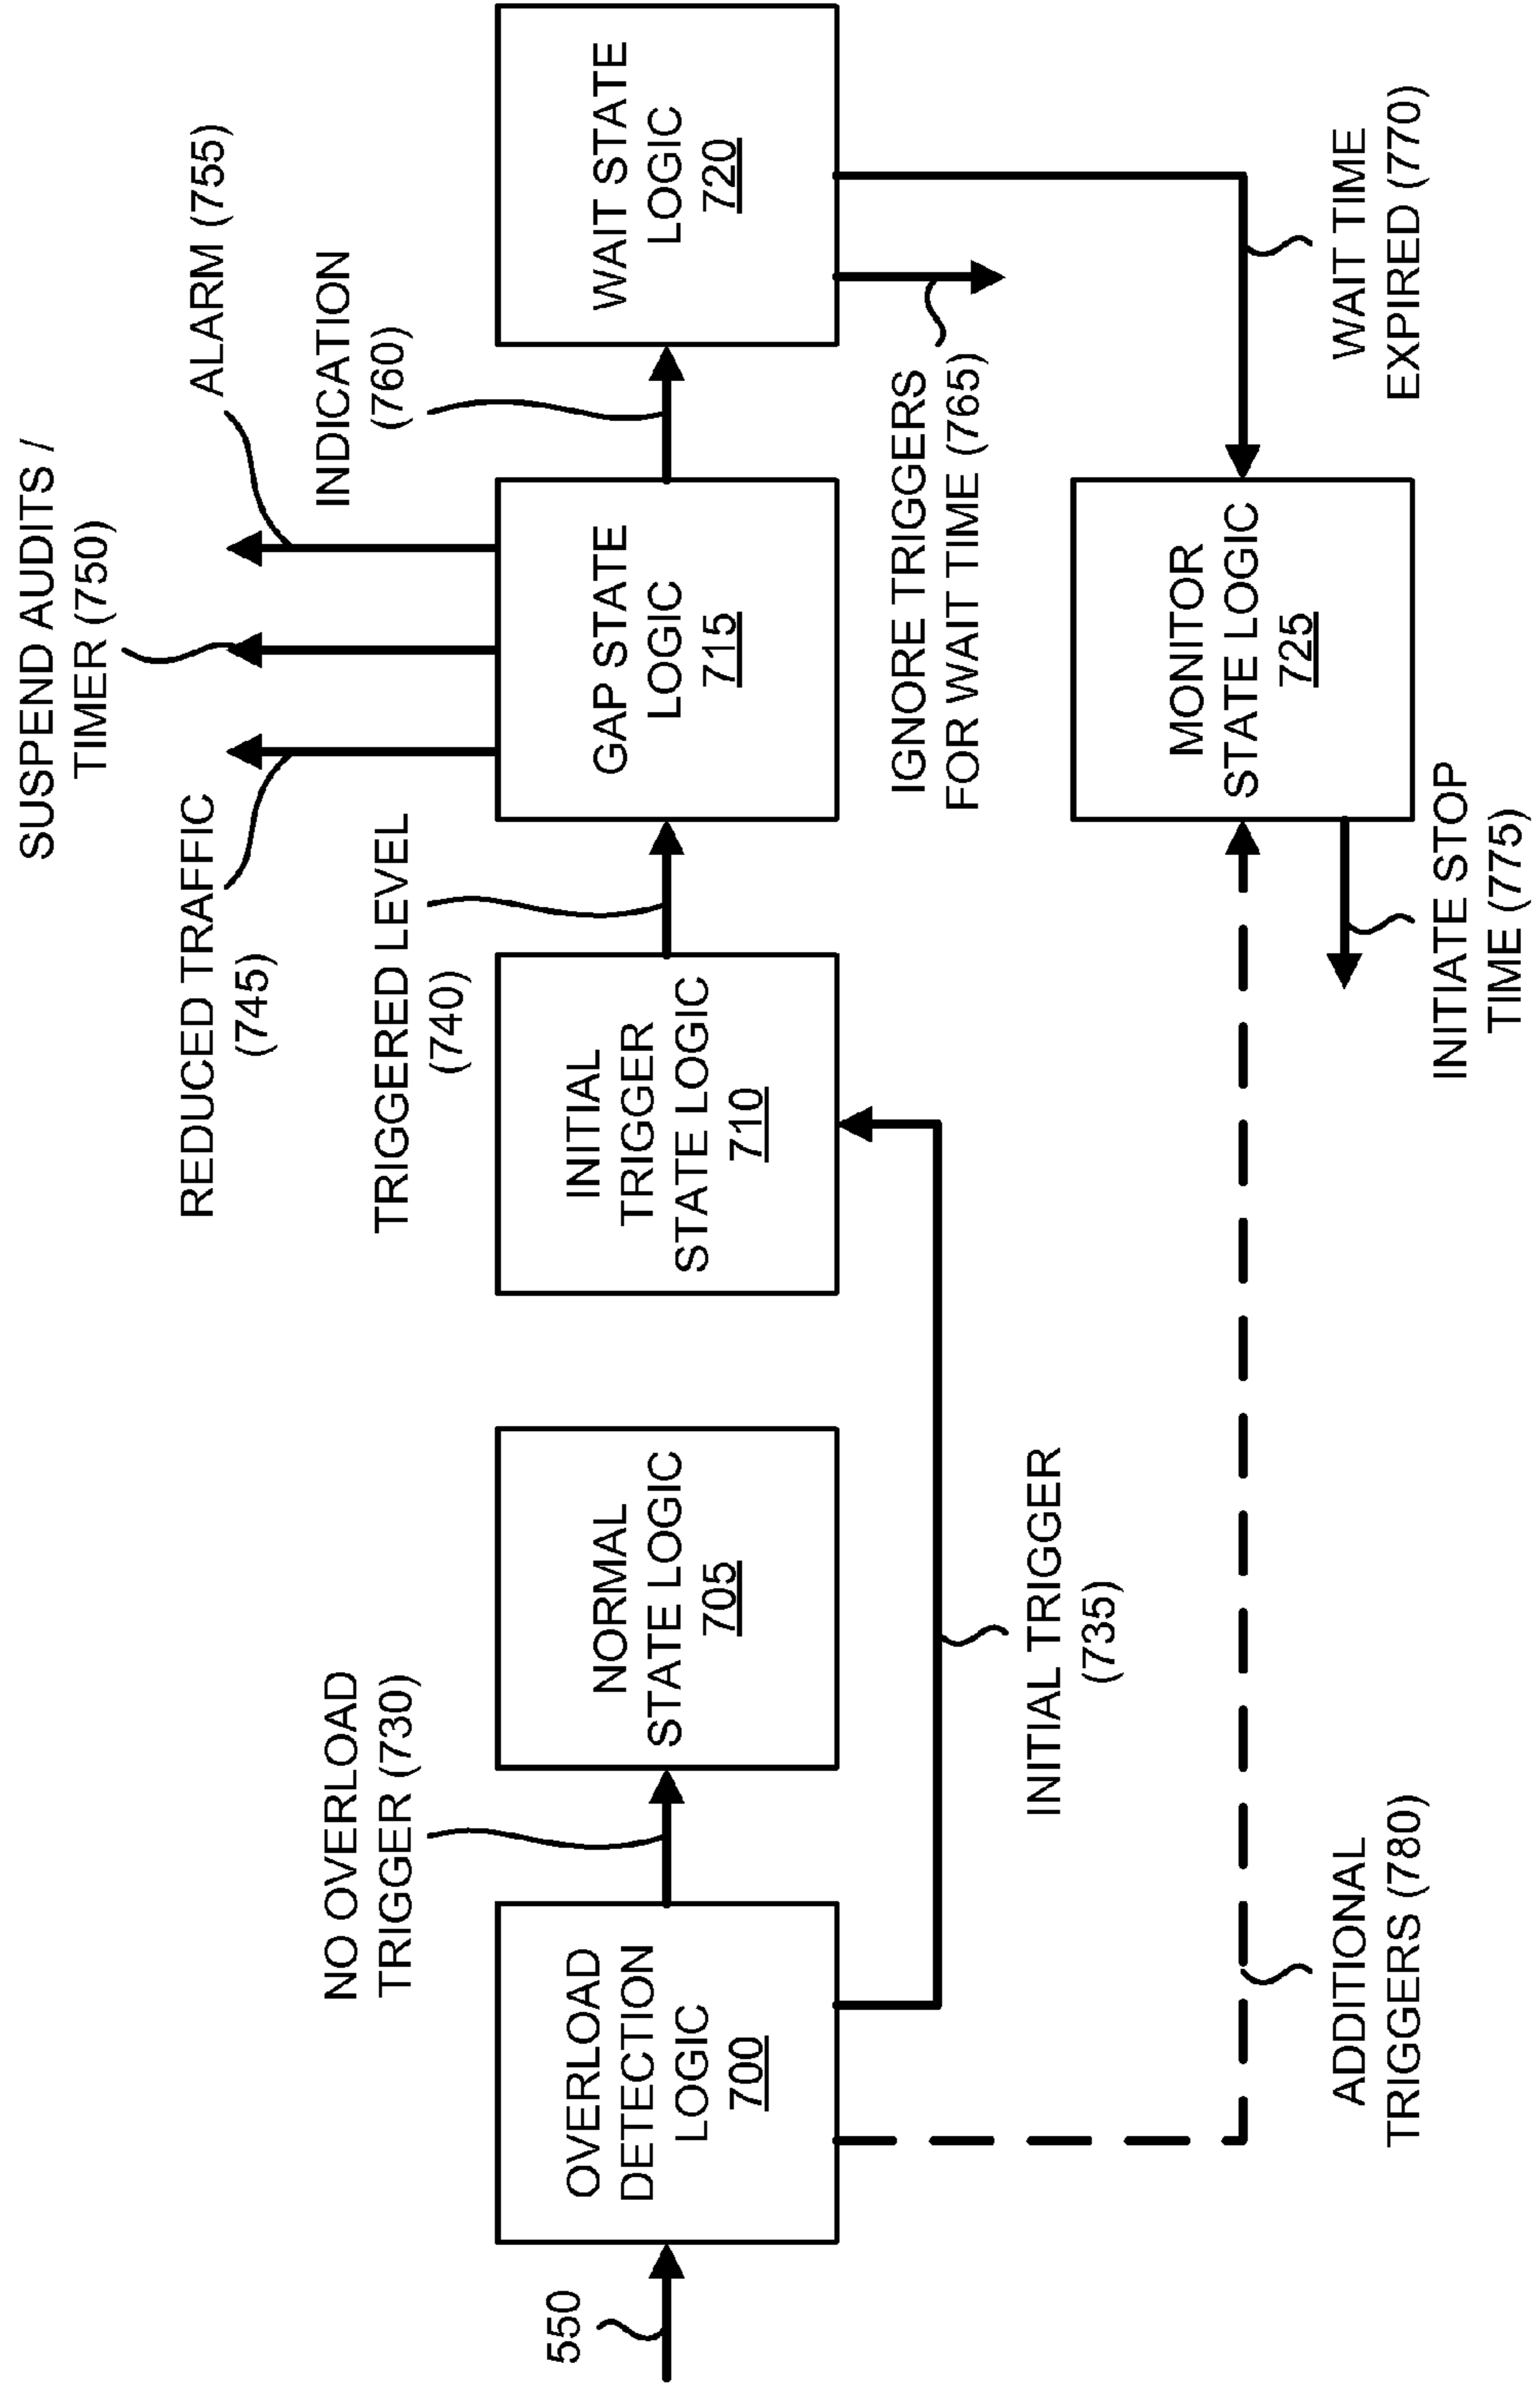 550
OVERLOAD
DETECTION
LOGIC
700
NO OVERLOAD
TRIGGER (730)
NORMAL
STATE LOGIC
705
INITIAL TRIGGER
(735)
INITIAL
TRIGGER
STATE LOGIC
710
TRIGGERED LEVEL
(740)
GAP STATE
LOGIC
715
REDUCED TRAFFIC
(745)
SUSPEND AUDITS /
TIMER (750)
ALARM (755)
INDICATION
(760)
WAIT STATE
LOGIC
720
IGNORE TRIGGERS
FOR WAIT TIME (765)
WAIT TIME
EXPIRED (770)
MONITOR
STATE LOGIC
725
INITIATE STOP
TIME (775)
ADDITIONAL
TRIGGERS (780)